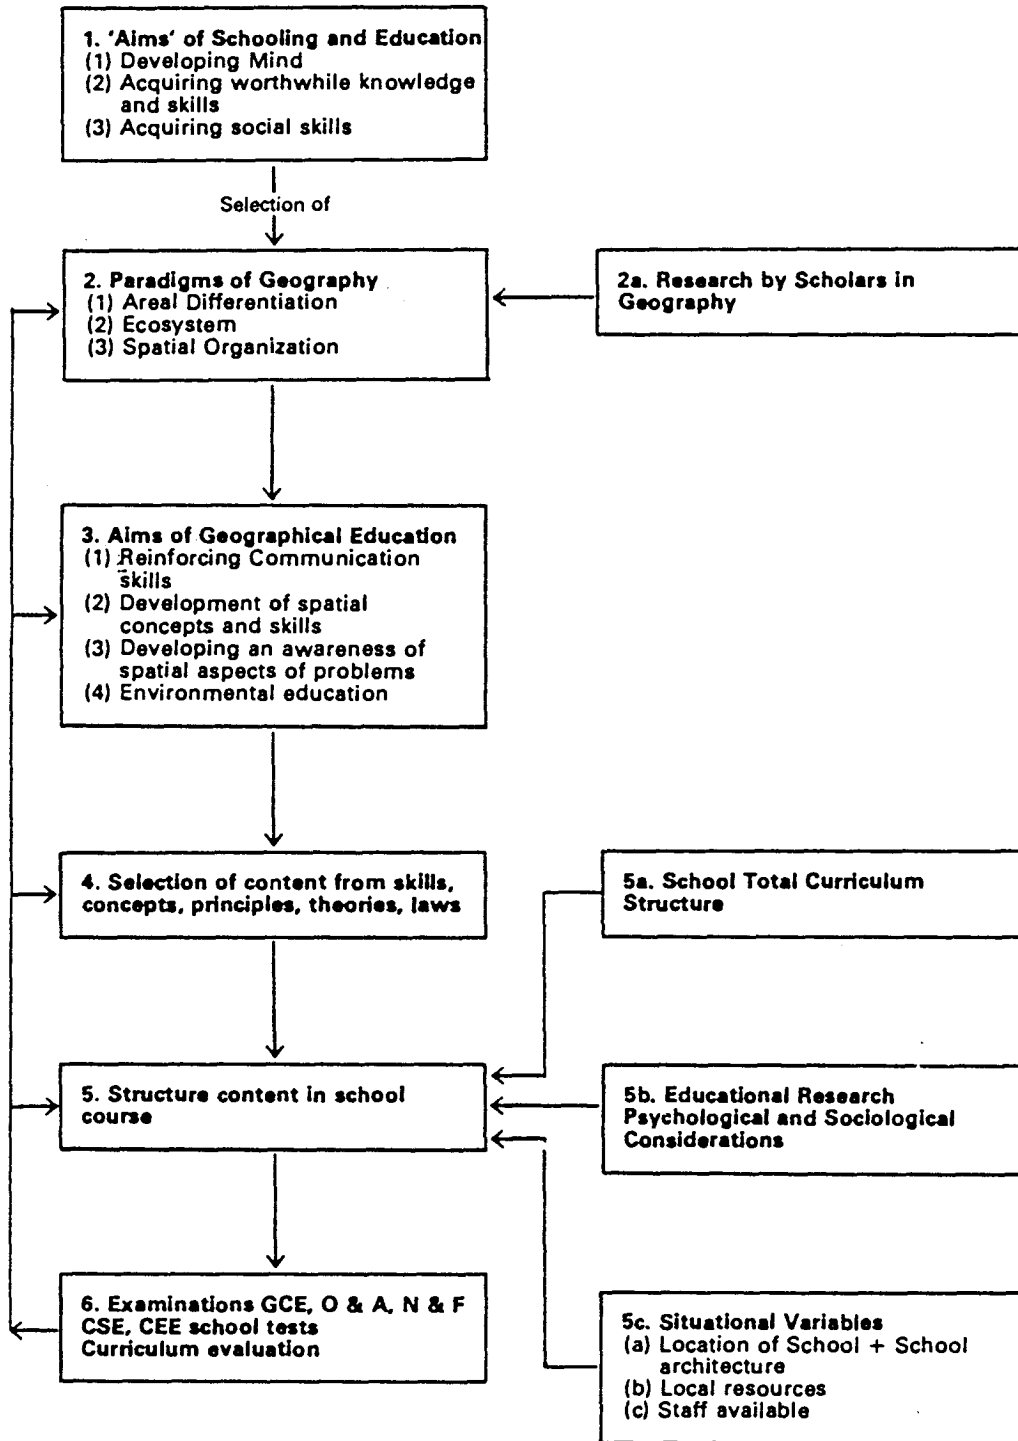 1. 'Aims' of Schooling and Education
(1) Developing Mind
(2) Acquiring worthwhile knowledge
and skills
(3) Acquiring social skills
Selection of
2. Paradigms of Geography
(1) Areal Differentiation
(2) Ecosystem
(3) Spatial Organization
2a. Research by Scholars in
Geography
3. Aims of Geographical Education
(1) Reinforcing Communication
skills
(2) Development of spatial
concepts and skills
(3) Developing an awareness of
spatial aspects of problems
(4) Environmental education
4. Selection of content from skills,
concepts, principles, theories, laws
5a. School Total Curriculum
Structure
5. Structure content in school
course
5b. Educational Research
Psychological and Sociological
Considerations
6. Examinations GCE, O & A, N & F
CSE, CEE school tests
Curriculum evaluation
5c. Situational Variables
(a) Location of School + School
architecture
(b) Local resources
(c) Staff available